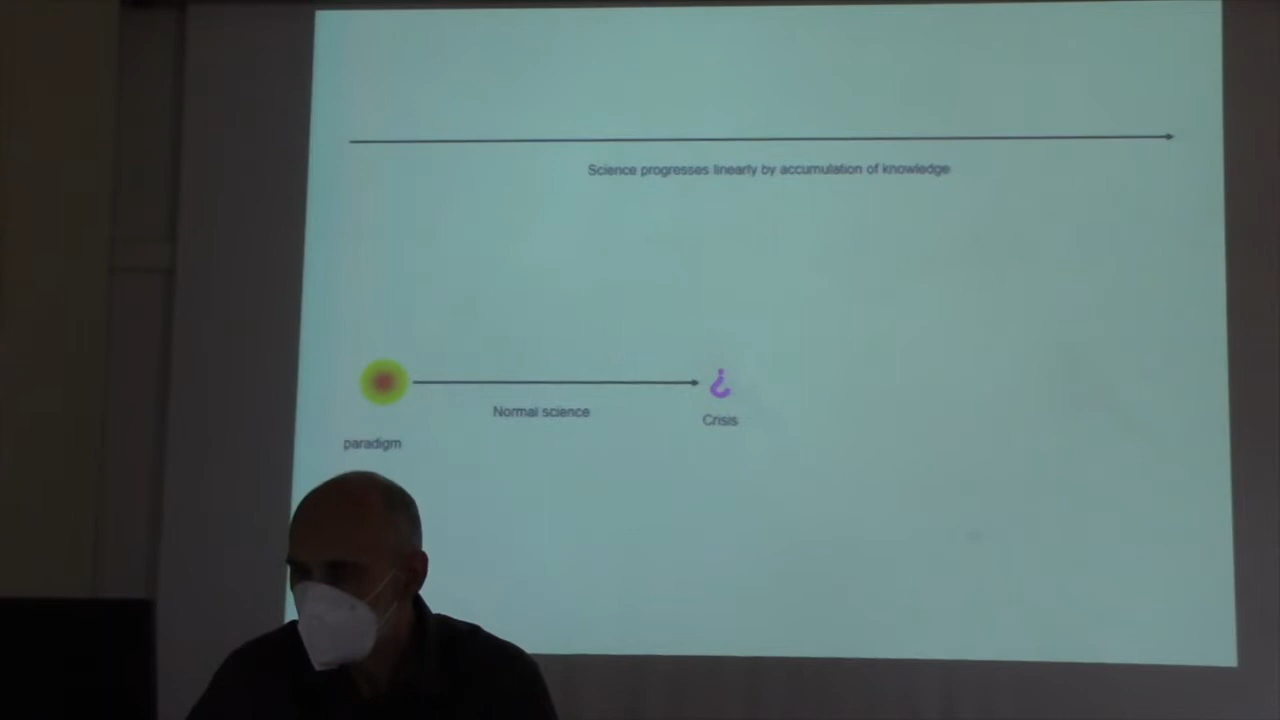 Science progresses linearly by accumulation of knowledge
¿
Normal science
Crisis
paradigm